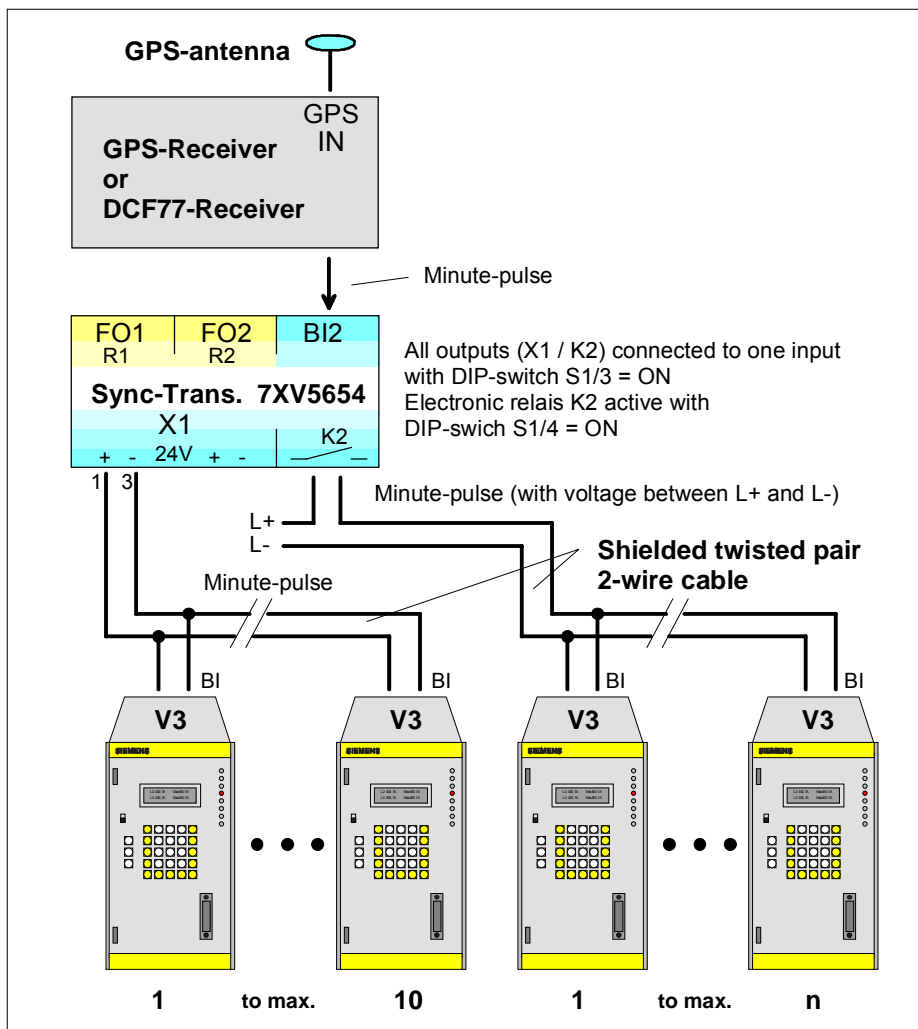 GPS-antenna
GPS
IN
GPS-Receiver
or
DCF77-Receiver
Minute-pulse
FO1 FO2 BI2
R1 R2
Sync-Trans. 7XV5654
X1
K2
+ - 24V + -
1 3
All outputs (X1 / K2) connected to one input
with DIP-switch S1/3 = ON
Electronic relais K2 active with
DIP-swich S1/4 = ON
Minute-pulse (with voltage between L+ and L-)
L+
L-
Shielded twisted pair
2-wire cable
Minute-pulse
BI BI BI BI
V3 V3 V3 V3
SIEMENS SIEMENS SIEMENS SIEMENS
1 to max. 10 1 to max. n